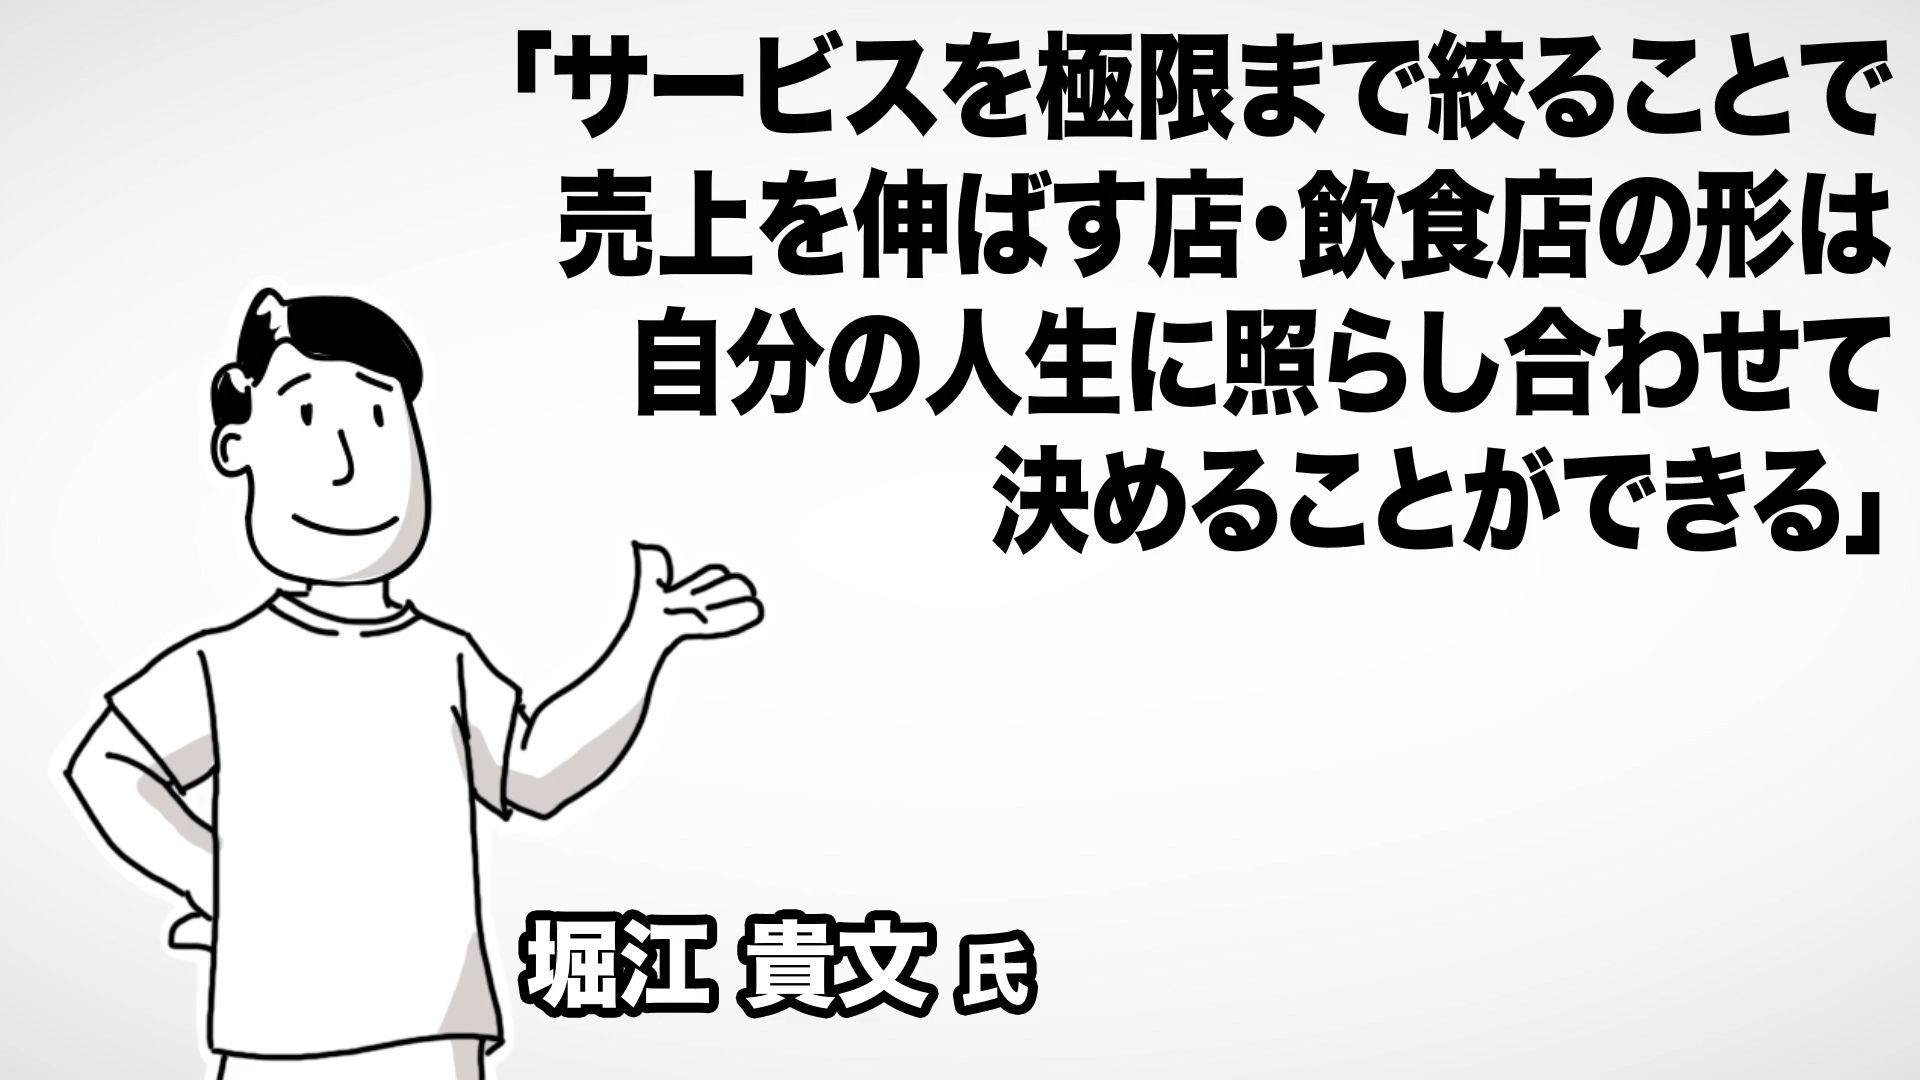 「サービスを極限まで絞ることで
売上を伸ばす店・飲食店の形は
自分の人生に照らし合わせて
決めることができる」
堀江 貴文 氏